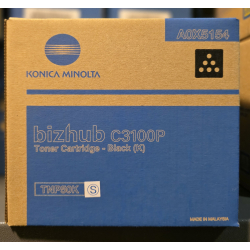 A0X5154
KONICA MINOLTA
bizhub C3100P
Toner Cartridge - Black (K)
TNP50K S
MADE IN MALAYSIA